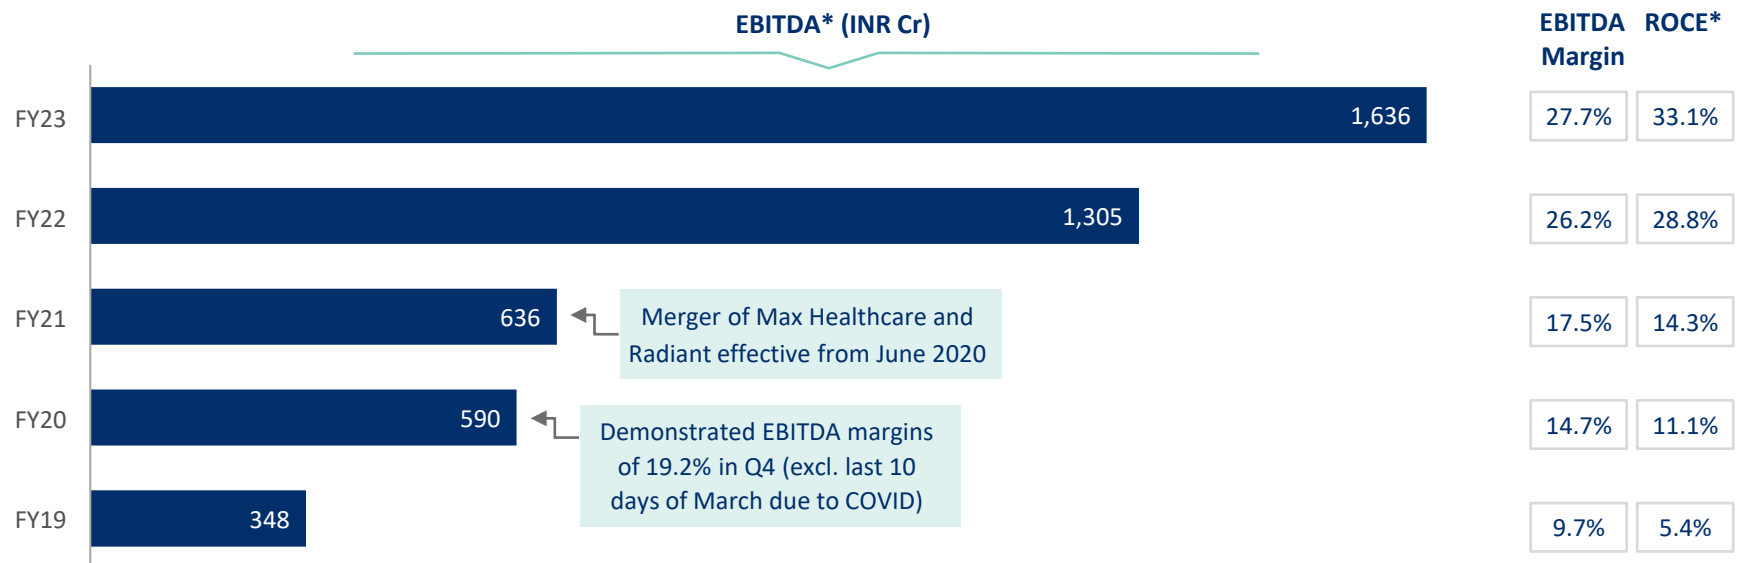 EBITDA* (INR Cr)
EBITDA ROCE*
Margin
FY23 1,636 27.7% 33.1%
FY22 1,305 26.2% 28.8%
FY21 636 17.5% 14.3%
Merger of Max Healthcare and
Radiant effective from June 2020
FY20 590 14.7% 11.1%
Demonstrated EBITDA margins
of 19.2% in Q4 (excl. last 10
days of March due to COVID)
FY19 348 9.7% 5.4%